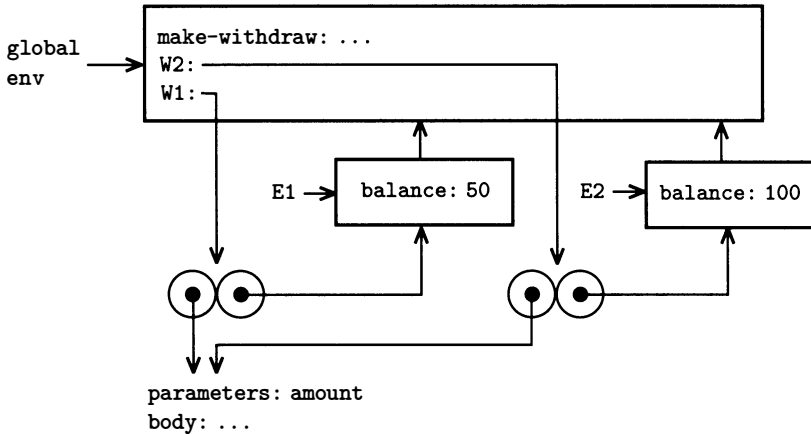 global
env
make-withdraw: ...
W2:
W1:
E1
balance: 50
E2
balance: 100
parameters: amount
body: ...